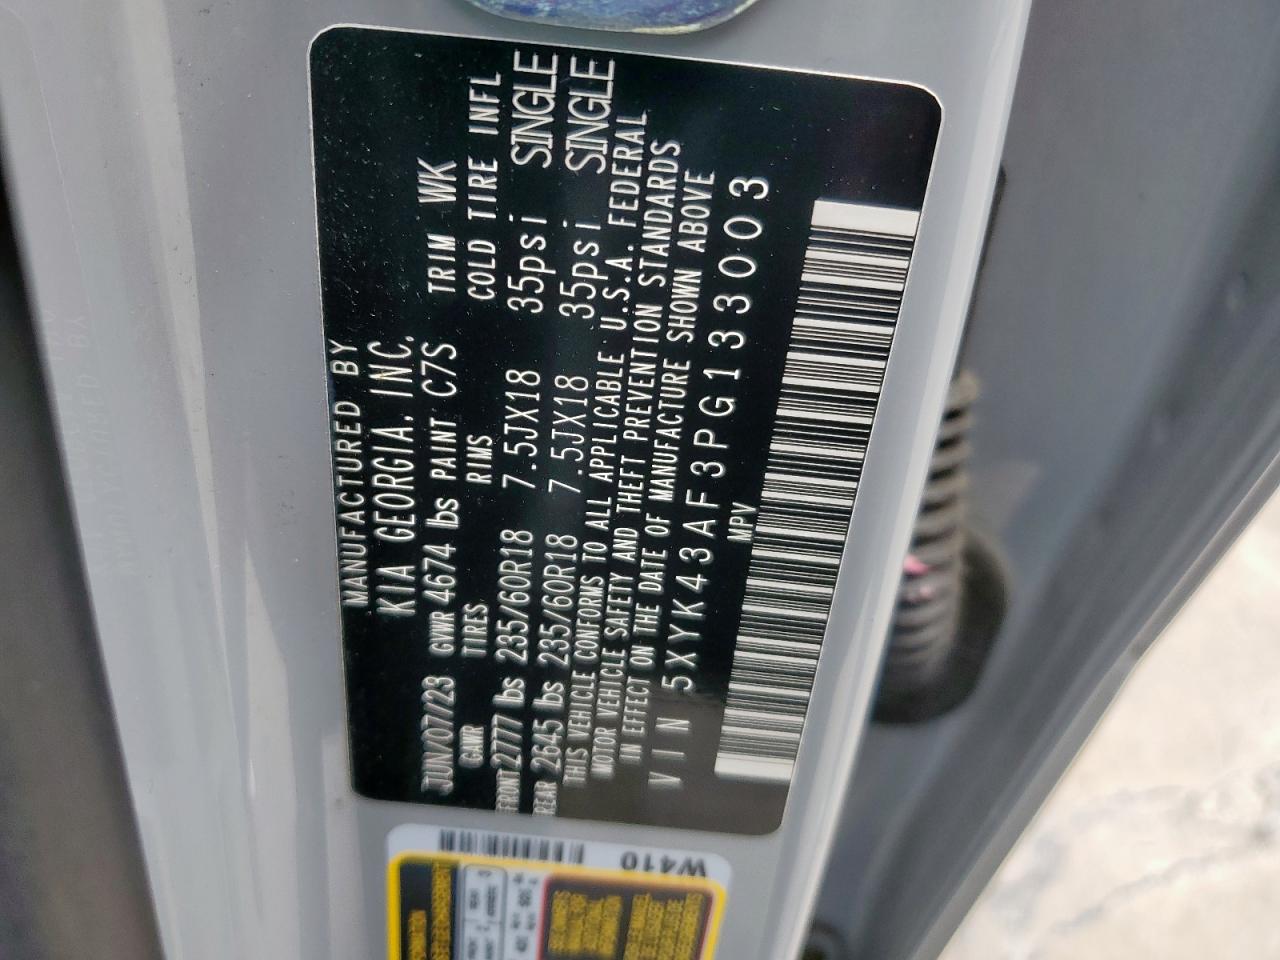 MANUFACTURED BY
KIA GEORGIA. INC.
JUN/07/23 GVWR 4674 lbs PAINT C7S TRIM WK
GAWR TIRES RIMS COLD TIRE INFL
FRONT 2777 lbs 235/60R18 7.5JX18 35psi SINGLE
REAR 2645 lbs 235/60R18 7.5JX18 35psi SINGLE
THIS VEHICLE CONFORMS TO ALL APPLICABLE U.S.A. FEDERAL
MOTOR VEHICLE SAFETY AND THEFT PREVENTION STANDARDS
IN EFFECT ON THE DATE OF MANUFACTURE SHOWN ABOVE
VIN 5XYK43AF3PG133003
MPV
W410